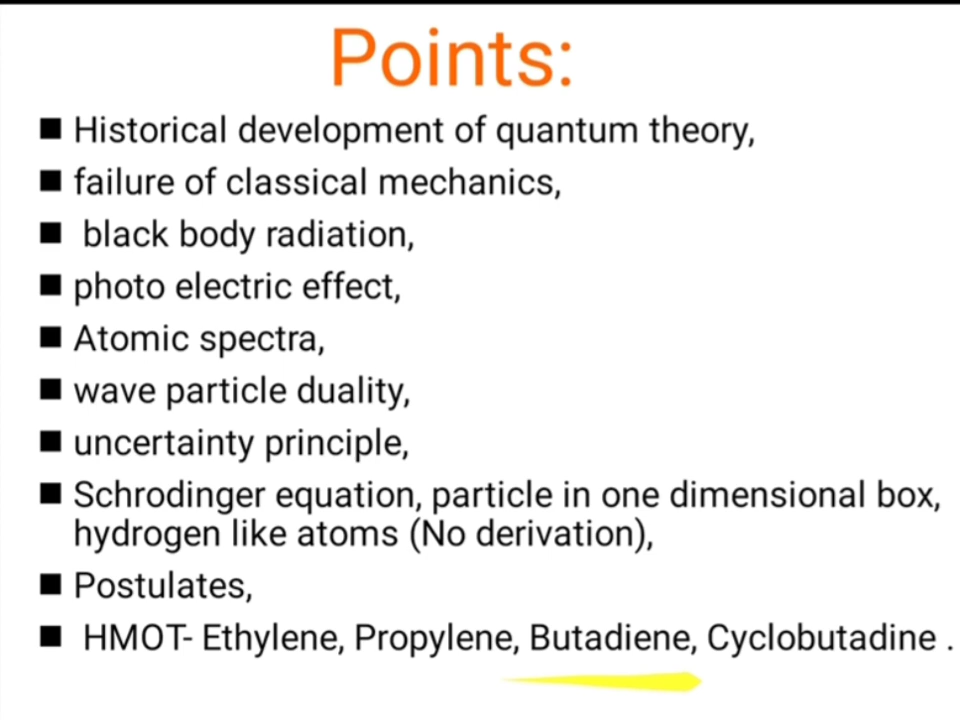 Points:
■ Historical development of quantum theory,
■ failure of classical mechanics,
■ black body radiation,
■ photo electric effect,
■ Atomic spectra,
■ wave particle duality,
■ uncertainty principle,
■ Schrodinger equation, particle in one dimensional box,
hydrogen like atoms (No derivation),
■ Postulates,
■ HMOT- Ethylene, Propylene, Butadiene, Cyclobutadine .